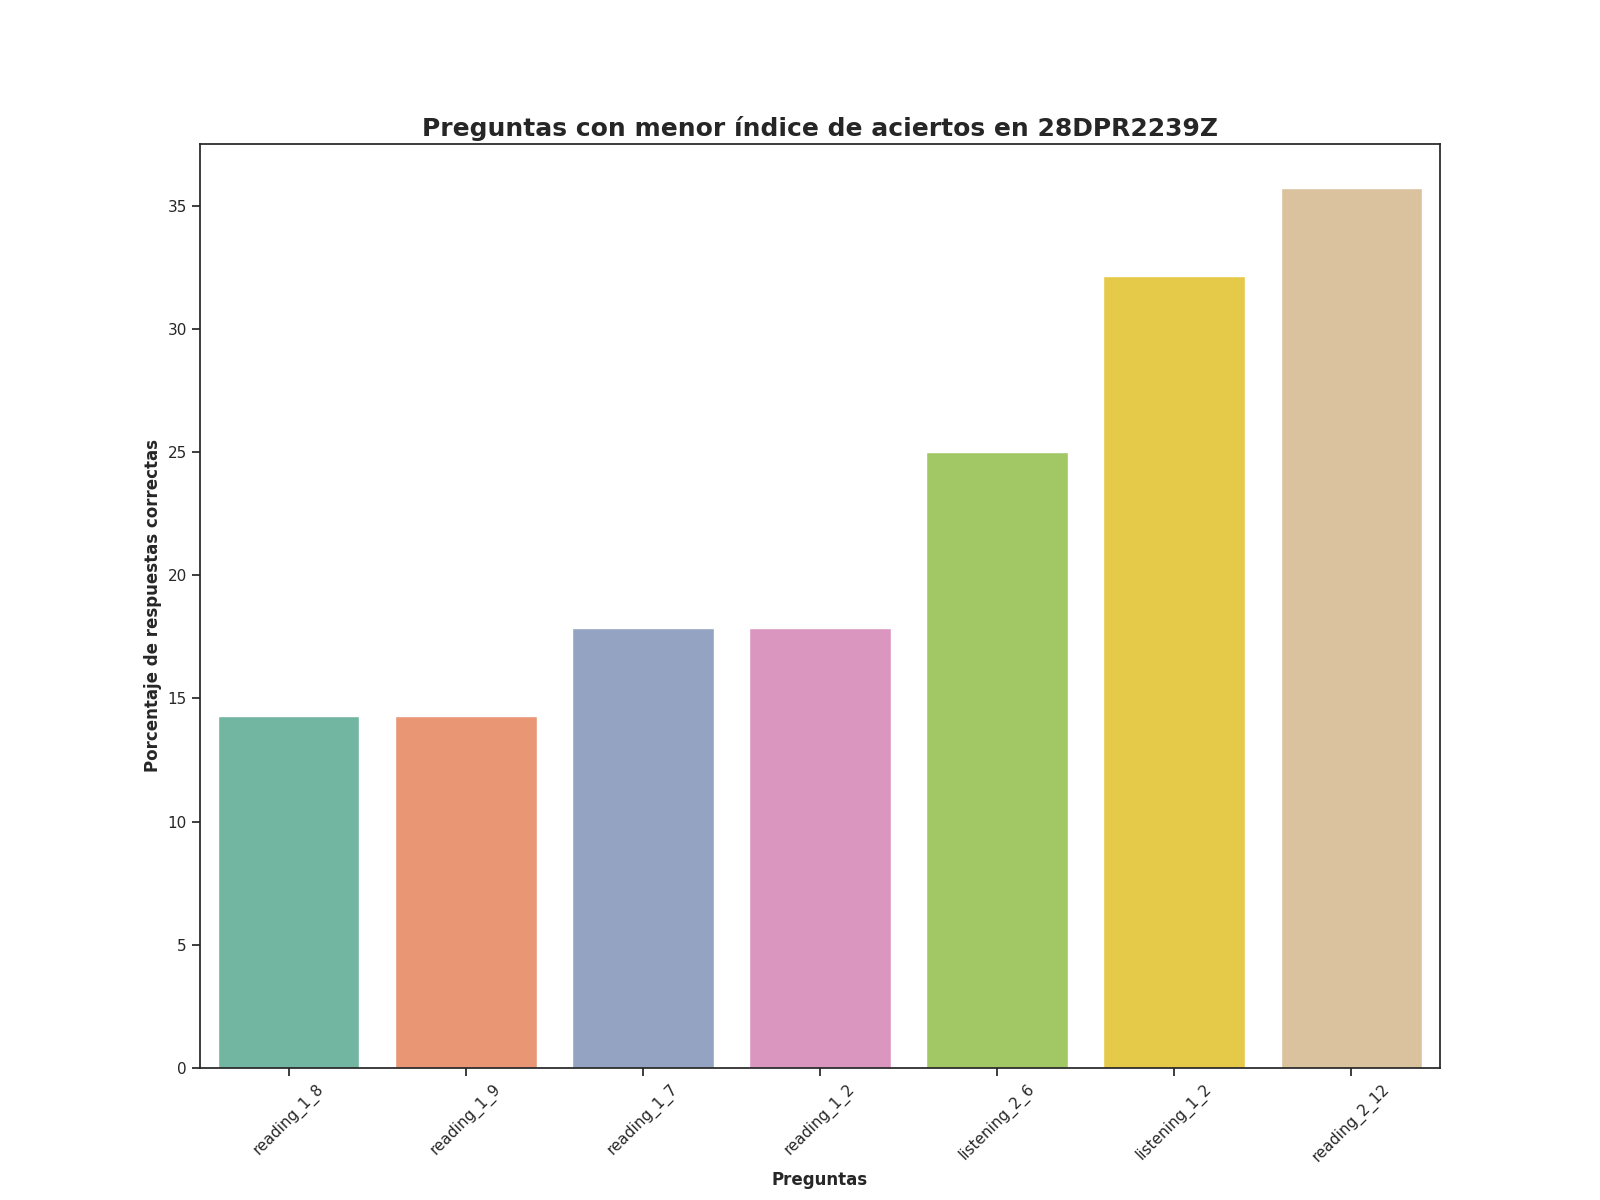 Preguntas con menor índice de aciertos en 28DPR2239Z
Porcentaje de respuestas correctas
35
30
25
20
15
10
5
0
reading_1_8
reading_1_9
reading_1_7
reading_1_2
listening_2_6
listening_1_2
reading_2_12
Preguntas